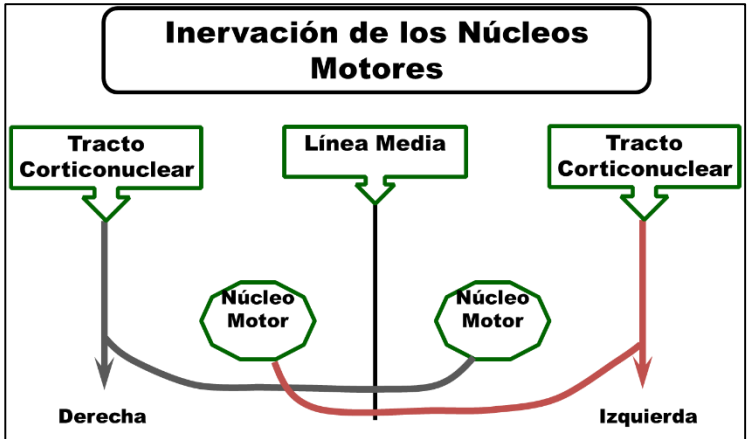 Inervación de los Núcleos
Motores
Tracto
Corticonuclear
Línea Media
Tracto
Corticonuclear
Núcleo
Motor
Núcleo
Motor
Derecha
Izquierda